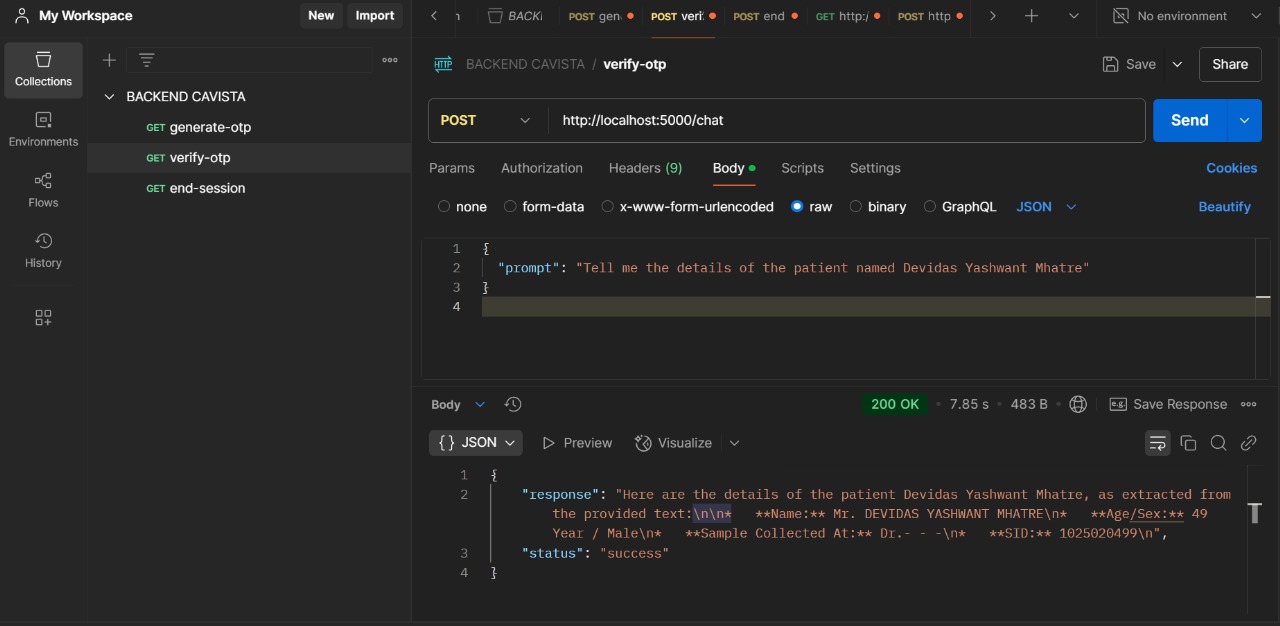 My Workspace
New
Import
BACKI
POST gen
POST veri
POST end
GET http:/
POST http
No environment
Collections
Environments
Flows
History
BACKEND CAVISTA
GET generate-otp
GET verify-otp
GET end-session
HTTP BACKEND CAVISTA / verify-otp
Save
Share
POST
http://localhost:5000/chat
Send
Params Authorization Headers (9) Body Scripts Settings
Cookies
none form-data x-www-form-urlencoded raw binary GraphQL JSON
Beautify
1 {
2 "prompt": "Tell me the details of the patient named Devidas Yashwant Mhatre"
3 }
4
Body
200 OK • 7.85 s • 483 B •
e.g. Save Response
{} JSON
Preview
Visualize
1 {
2 "response": "Here are the details of the patient Devidas Yashwant Mhatre, as extracted from
the provided text:\n\n*   **Name:** Mr. DEVIDAS YASHWANT MHATRE\n*   **Age/Sex:** 49
Year / Male\n*   **Sample Collected At:** Dr.- - -\n*   **SID:** 1025020499\n",
3 "status": "success"
4 }